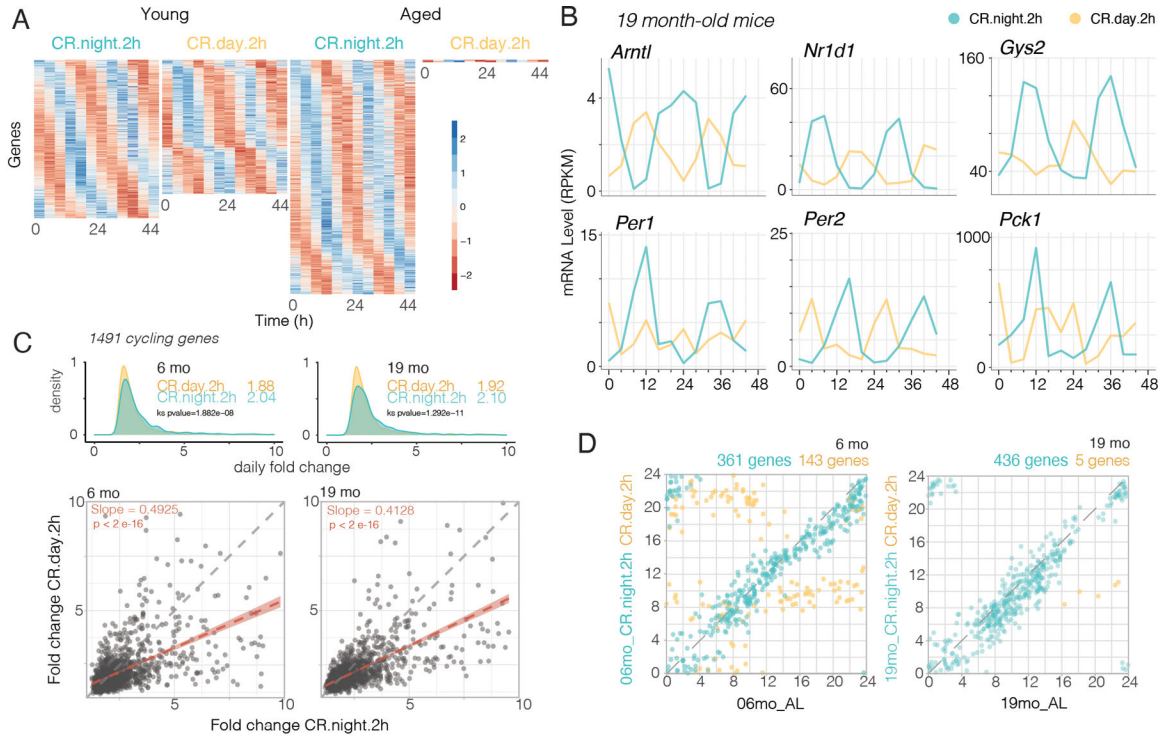 A
Young
Aged
CR.night.2h
CR.day.2h
CR.night.2h
CR.day.2h
Genes
0
24
44
0
24
44
0
24
44
0
24
44
2
1
0
−1
−2
Time (h)
B
19 month-old mice
CR.night.2h
CR.day.2h
mRNA Level (RPKM)
Arntl
4
0
Nr1d1
60
0
Gys2
160
40
Per1
15
0
0 12 24 36 48
Per2
25
0
0 12 24 36 48
Pck1
1000
0
0 12 24 36 48
C
1491 cycling genes
density
1
0
6 mo
CR.day.2h 1.88
CR.night.2h 2.04
ks pvalue=1.882e−08
0 5 10
1
0
19 mo
CR.day.2h 1.92
CR.night.2h 2.10
ks pvalue=1.292e−11
0 5 10
daily fold change
Fold change CR.day.2h
6 mo
Slope = 0.4925
p < 2 e-16
10
5
5 10
19 mo
Slope = 0.4128
p < 2e-16
10
5
5 10
Fold change CR.night.2h
D
6 mo
361 genes 143 genes
06mo_CR.night.2h CR.day.2h
24
20
16
12
8
4
0
0 4 8 12 16 20 24
06mo_AL
19 mo
436 genes 5 genes
19mo_CR.night.2h CR.day.2h
24
20
16
12
8
4
0
0 4 8 12 16 20 24
19mo_AL